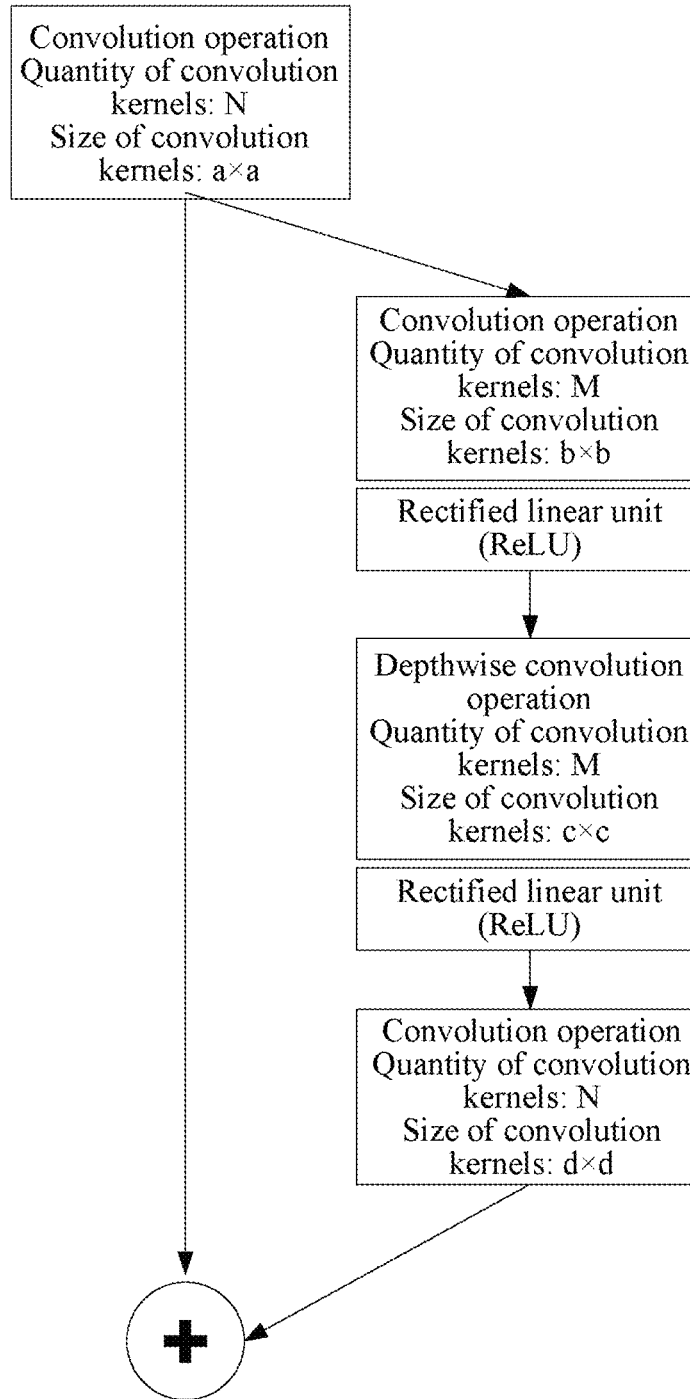 Convolution operation
Quantity of convolution
kernels: N
Size of convolution
kernels: a×a
Convolution operation
Quantity of convolution
kernels: M
Size of convolution
kernels: b×b
Rectified linear unit
(ReLU)
Depthwise convolution
operation
Quantity of convolution
kernels: M
Size of convolution
kernels: c×c
Rectified linear unit
(ReLU)
Convolution operation
Quantity of convolution
kernels: N
Size of convolution
kernels: d×d
+